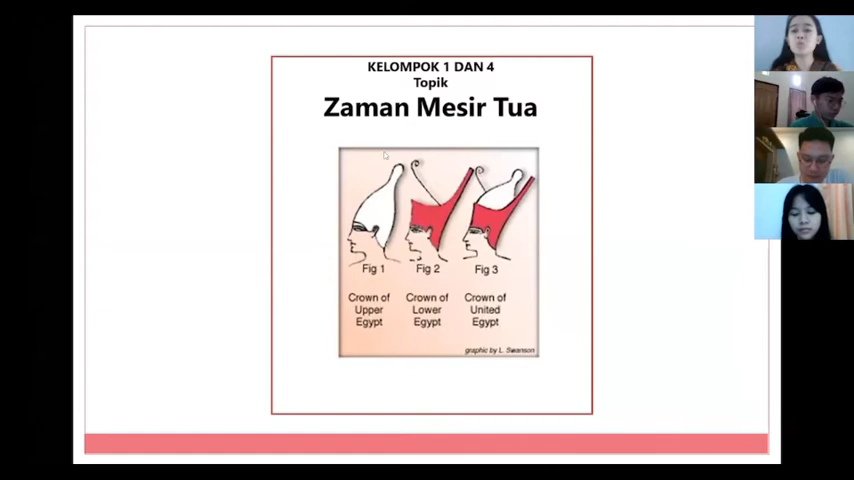 KELOMPOK 1 DAN 4
Topik
Zaman Mesir Tua
Fig 1 Fig 2 Fig 3
Crown of Crown of Crown of
Upper Lower United
Egypt Egypt Egypt
graphic by L. Swanson